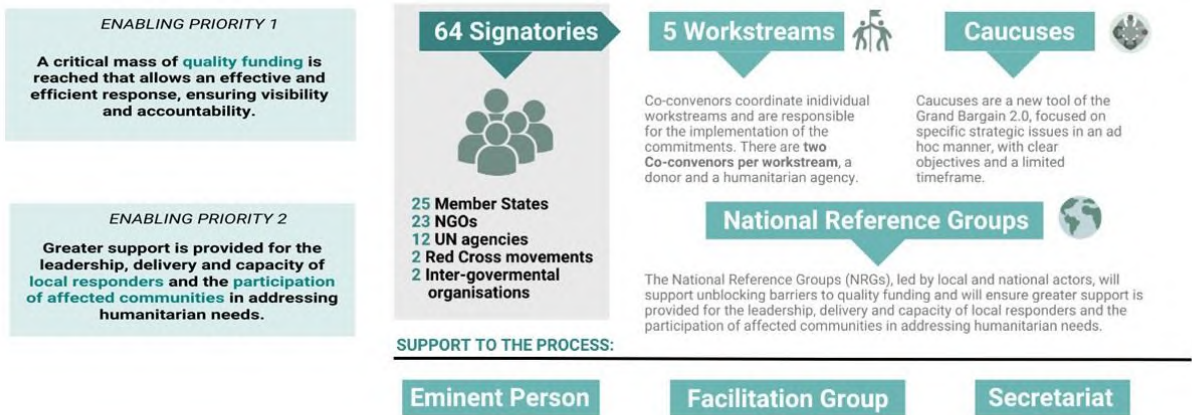 ENABLING PRIORITY 1
A critical mass of quality funding is
reached that allows an effective and
efficient response, ensuring visibility
and accountability.
ENABLING PRIORITY 2
Greater support is provided for the
leadership, delivery and capacity of
local responders and the participation
of affected communities in addressing
humanitarian needs.
64 Signatories
25 Member States
23 NGOs
12 UN agencies
2 Red Cross movements
2 Inter-govermental
organisations
5 Workstreams
Co-convenors coordinate inidividual
workstreams and are responsible
for the implementation of the
commitments. There are two
Co-convenors per workstream, a
donor and a humanitarian agency.
Caucuses
Caucuses are a new tool of the
Grand Bargain 2.0, focused on
specific strategic issues in an ad
hoc manner, with clear
objectives and a limited
timeframe.
National Reference Groups
The National Reference Groups (NRGs), led by local and national actors, will
support unblocking barriers to quality funding and will ensure greater support is
provided for the leadership, delivery and capacity of local responders and the
participation of affected communities in addressing humanitarian needs.
SUPPORT TO THE PROCESS:
Eminent Person
Facilitation Group
Secretariat